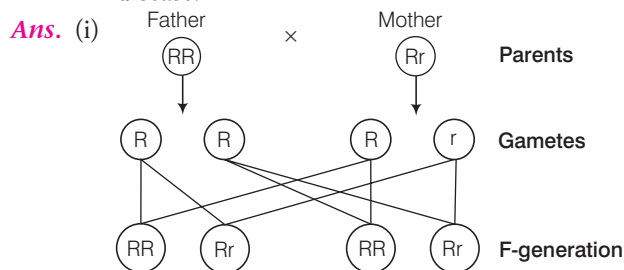 Ans. (i) Father × Mother
RR Rr Parents
R R R r Gametes
RR Rr RR Rr F-generation